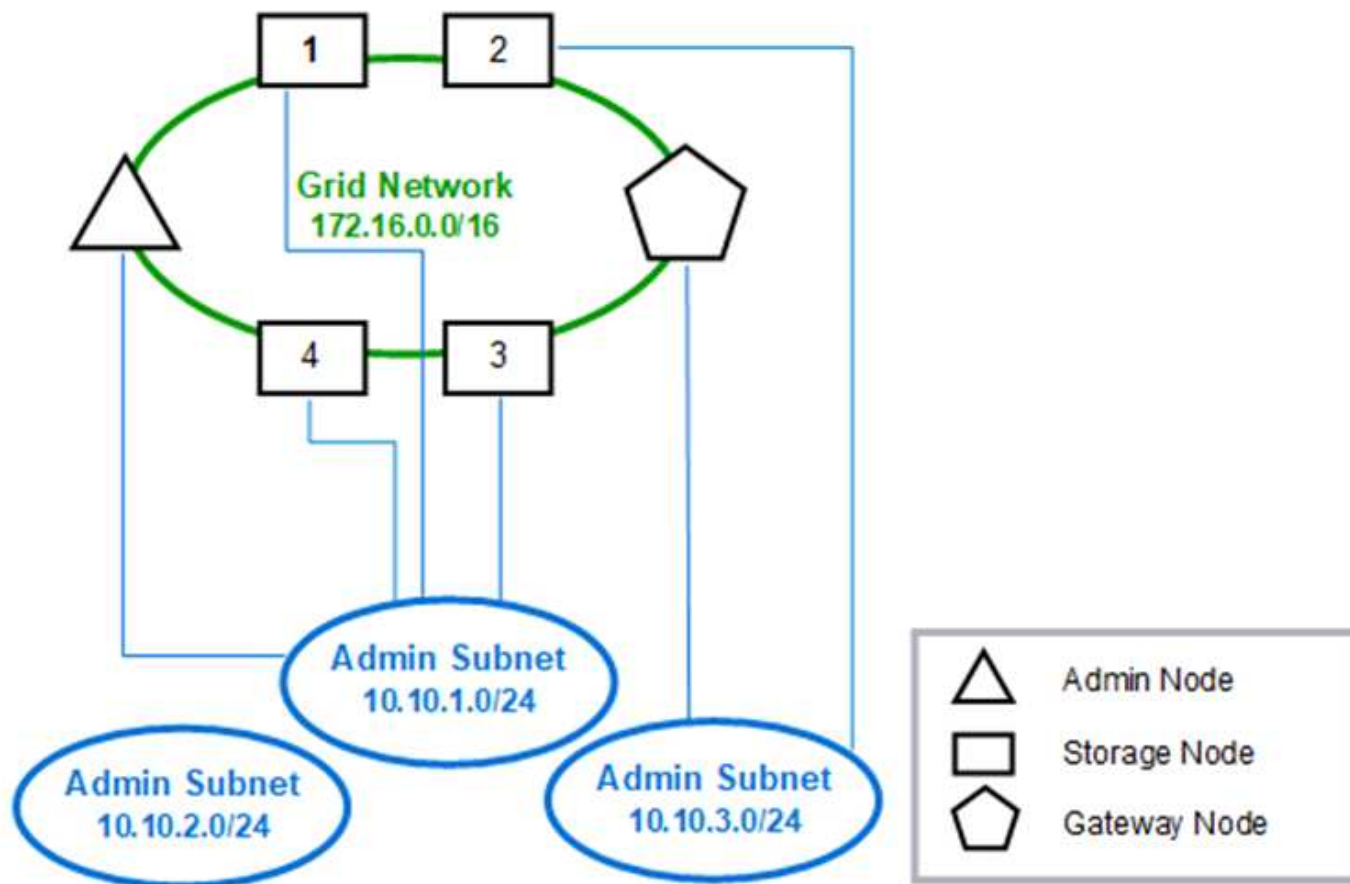 1
2
Grid Network
172.16.0.0/16
4
3
Admin Subnet
10.10.1.0/24
Admin Subnet
10.10.2.0/24
Admin Subnet
10.10.3.0/24
Admin Node
Storage Node
Gateway Node